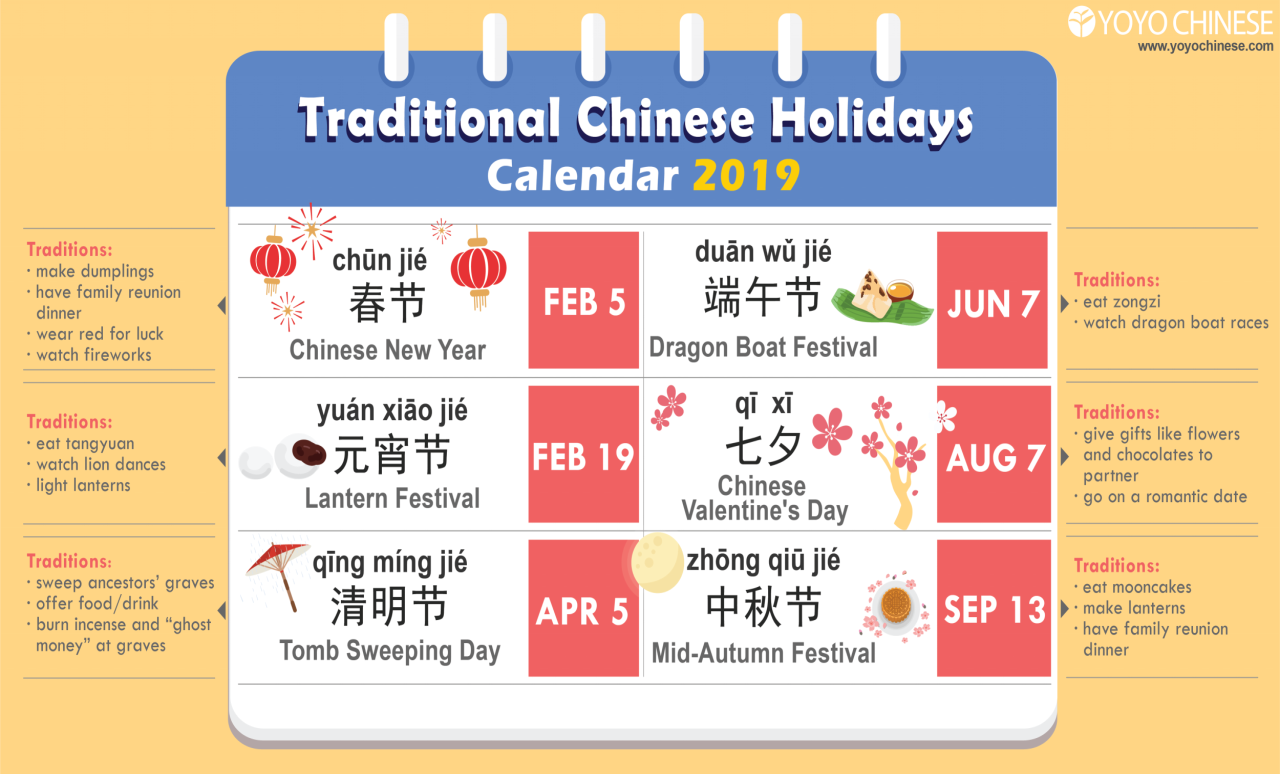 YOYO CHINESE
www.yoyochinese.com
Traditional Chinese Holidays
Calendar 2019
Traditions:
· make dumplings
· have family reunion
dinner
· wear red for luck
· watch fireworks
chūn jié
春节
Chinese New Year
FEB 5
duān wǔ jié
端午节
Dragon Boat Festival
JUN 7
Traditions:
· eat zongzi
· watch dragon boat races
Traditions:
· eat tangyuan
· watch lion dances
· light lanterns
yuán xiāo jié
元宵节
Lantern Festival
FEB 19
qī xī
七夕
Chinese
Valentine's Day
AUG 7
Traditions:
· give gifts like flowers
and chocolates to
partner
· go on a romantic date
Traditions:
· sweep ancestors' graves
· offer food/drink
· burn incense and “ghost
money” at graves
qīng míng jié
清明节
Tomb Sweeping Day
APR 5
zhōng qiū jié
中秋节
Mid-Autumn Festival
SEP 13
Traditions:
· eat mooncakes
· make lanterns
· have family reunion
dinner